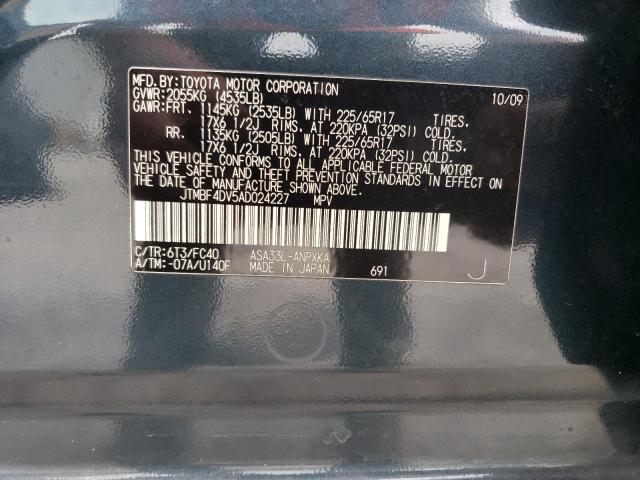 MFD.BY:TOYOTA MOTOR CORPORATION 10/09
GVWR:2055KG (4535LB)
GAWR:FRT. 1145KG (2535LB) WITH 225/65R17 TIRES,
17X6 1/2J RIMS, AT 220KPA (32PSI) COLD.
RR. 1135KG (2505LB) WITH 225/65R17 TIRES,
17X6 1/2J RIMS, AT 220KPA (32PSI) COLD.
THIS VEHICLE CONFORMS TO ALL APPLICABLE FEDERAL MOTOR
VEHICLE SAFETY AND THEFT PREVENTION STANDARDS IN EFFECT ON
THE DATE OF MANUFACTURE SHOWN ABOVE.
JTMBF4DV5AD024227 MPV
C/TR:6T3/FC40 ASA33L-ANPXKA
A/TM:-07A/U140F MADE IN JAPAN 691 J